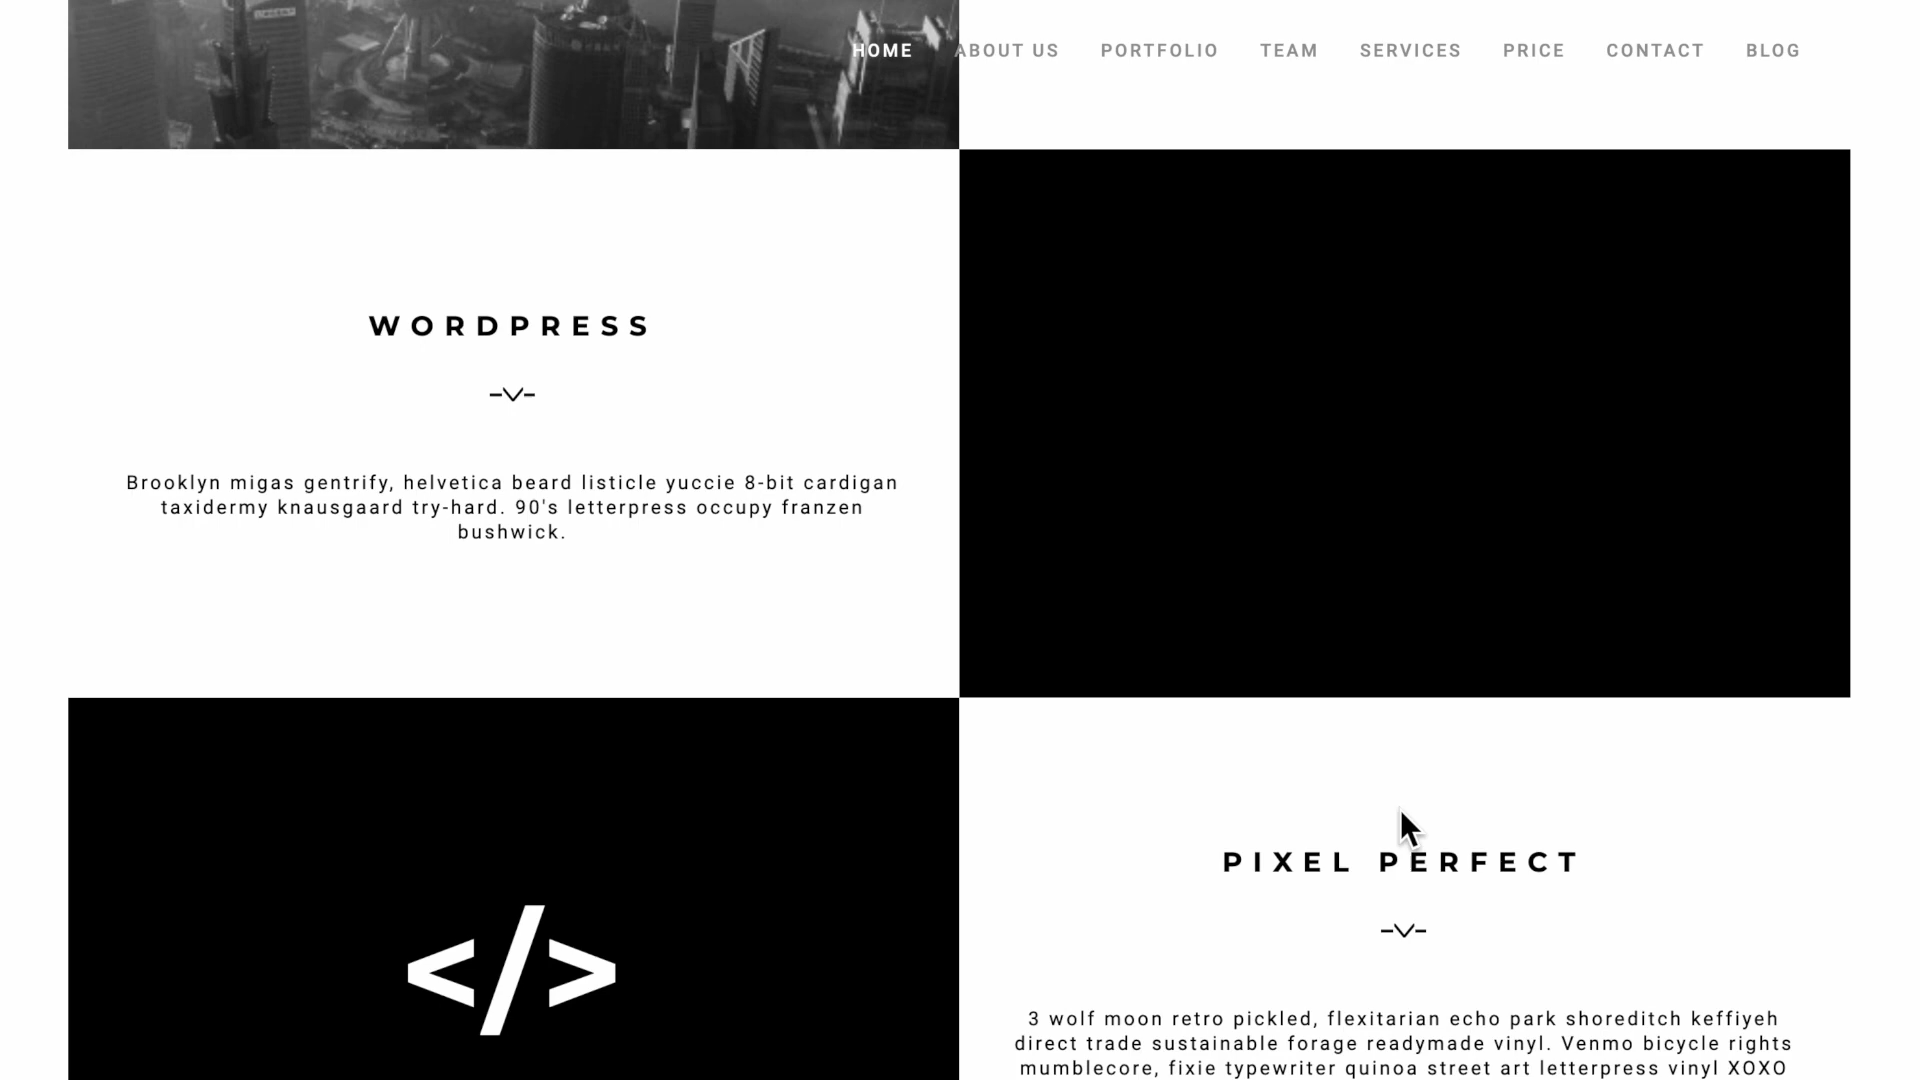 HOME ABOUT US PORTFOLIO TEAM SERVICES PRICE CONTACT BLOG
WORDPRESS
Brooklyn migas gentrify, helvetica beard listicle yuccie 8-bit cardigan
taxidermy knausgaard try-hard. 90's letterpress occupy franzen
bushwick.
</>
PIXEL PERFECT
3 wolf moon retro pickled, flexitarian echo park shoreditch keffiyeh
direct trade sustainable forage readymade vinyl. Venmo bicycle rights
mumblecore, fixie typewriter quinoa street art letterpress vinyl XOXO